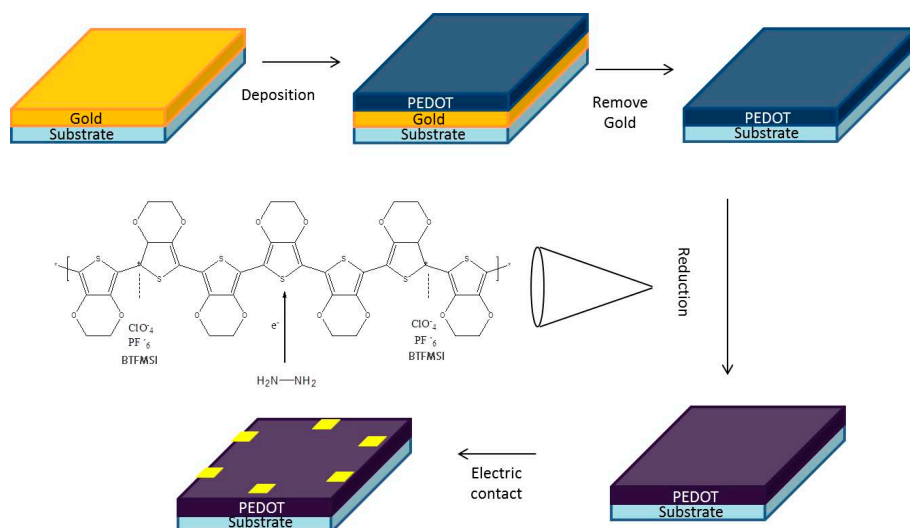 Gold
Substrate
Deposition
PEDOT
Gold
Substrate
Remove
Gold
PEDOT
Substrate
O O O O O O
S S S S
* [ ] *
S S S
O O O O O O O O
ClO⁻₄
PF⁻₆
BTFMSI
e⁻
ClO⁻₄
PF⁻₆
BTFMSI
H₂N—NH₂
Reduction
PEDOT
Substrate
Electric
contact
PEDOT
Substrate